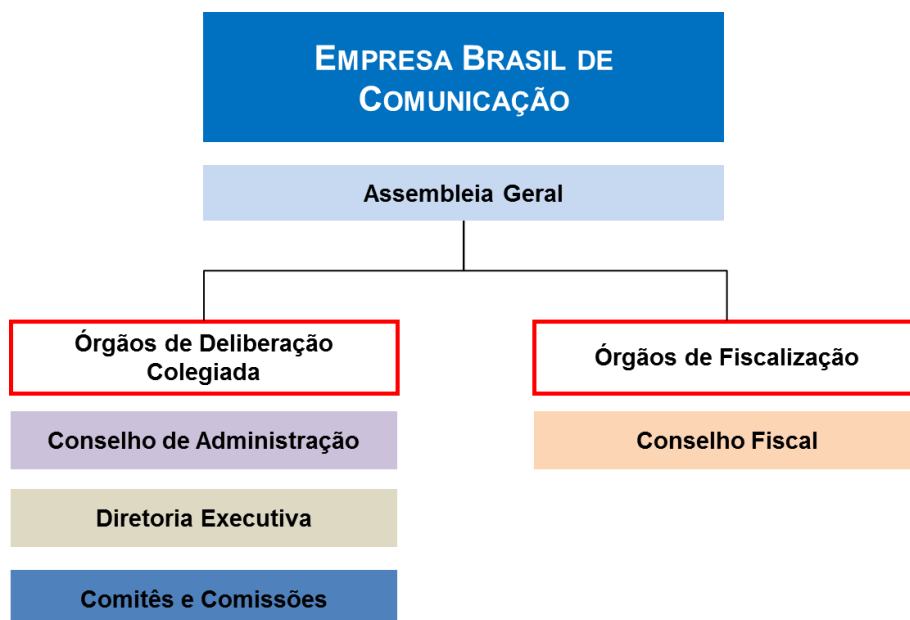 EMPRESA BRASIL DE
COMUNICAÇÃO
Assembleia Geral
Órgãos de Deliberação
Colegiada
Órgãos de Fiscalização
Conselho de Administração
Conselho Fiscal
Diretoria Executiva
Comitês e Comissões